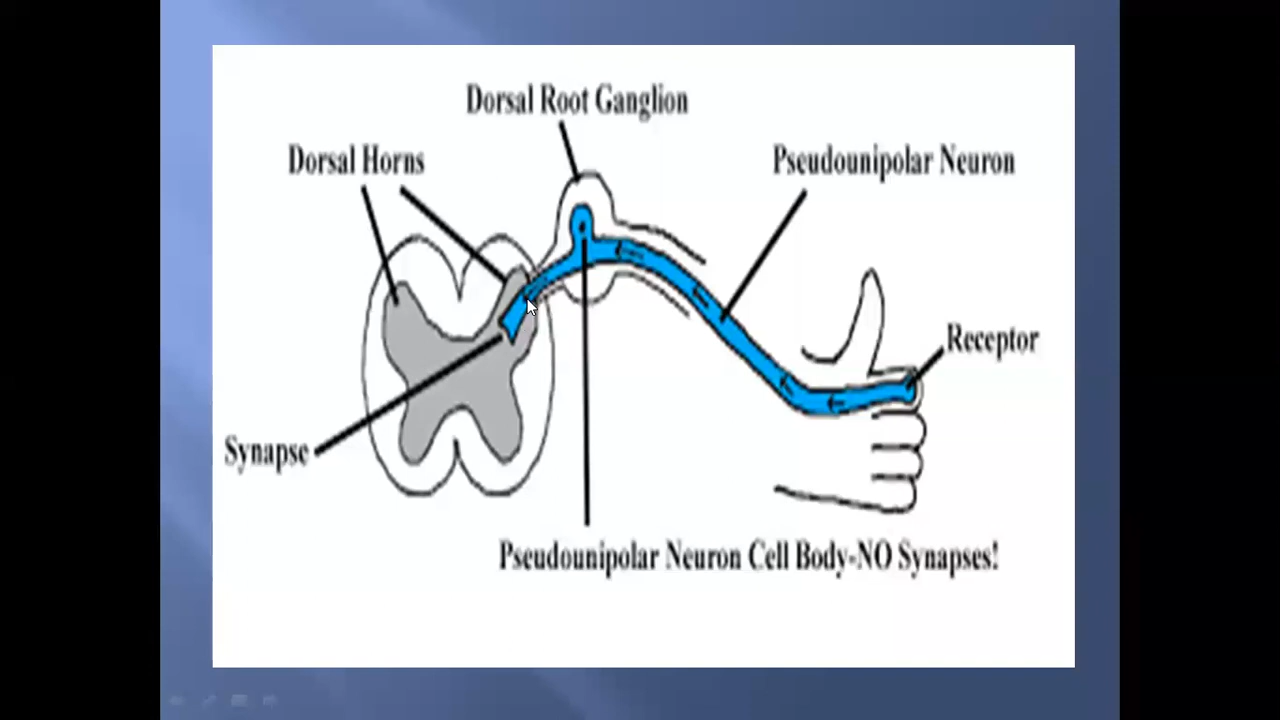 Dorsal Root Ganglion
Dorsal Horns
Pseudounipolar Neuron
Receptor
Synapse
Pseudounipolar Neuron Cell Body-NO Synapses!